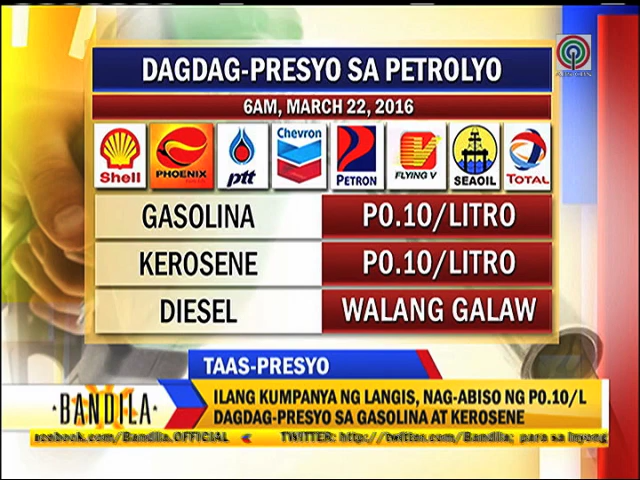 DAGDAG-PRESYO SA PETROLYO
ABS-CBN
6AM, MARCH 22, 2016
Shell PHOENIX ptt Chevron PETRON FLYING V SEAOIL TOTAL
GASOLINA P0.10/LITRO
KEROSENE P0.10/LITRO
DIESEL WALANG GALAW
TAAS-PRESYO
BANDILA
ILANG KUMPANYA NG LANGIS, NAG-ABISO NG P0.10/L
DAGDAG-PRESYO SA GASOLINA AT KEROSENE
acebook.com/Bandila.OFFICIAL TWITTER: http://twitter.com/Bandila; para sa inyong